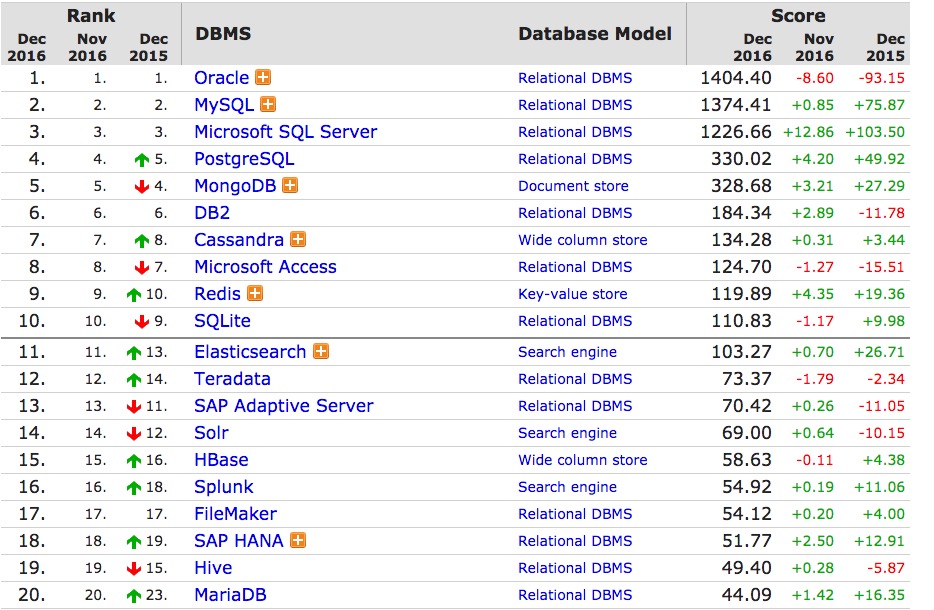 Rank Score
Dec Nov Dec DBMS Database Model Dec Nov Dec
2016 2016 2015 2016 2016 2015
1. 1. 1. Oracle Relational DBMS 1404.40 -8.60 -93.15
2. 2. 2. MySQL Relational DBMS 1374.41 +0.85 +75.87
3. 3. 3. Microsoft SQL Server Relational DBMS 1226.66 +12.86 +103.50
4. 4. 5. PostgreSQL Relational DBMS 330.02 +4.20 +49.92
5. 5. 4. MongoDB Document store 328.68 +3.21 +27.29
6. 6. 6. DB2 Relational DBMS 184.34 +2.89 -11.78
7. 7. 8. Cassandra Wide column store 134.28 +0.31 +3.44
8. 8. 7. Microsoft Access Relational DBMS 124.70 -1.27 -15.51
9. 9. 10. Redis Key-value store 119.89 +4.35 +19.36
10. 10. 9. SQLite Relational DBMS 110.83 -1.17 +9.98
11. 11. 13. Elasticsearch Search engine 103.27 +0.70 +26.71
12. 12. 14. Teradata Relational DBMS 73.37 -1.79 -2.34
13. 13. 11. SAP Adaptive Server Relational DBMS 70.42 +0.26 -11.05
14. 14. 12. Solr Search engine 69.00 +0.64 -10.15
15. 15. 16. HBase Wide column store 58.63 -0.11 +4.38
16. 16. 18. Splunk Search engine 54.92 +0.19 +11.06
17. 17. 17. FileMaker Relational DBMS 54.12 +0.20 +4.00
18. 18. 19. SAP HANA Relational DBMS 51.77 +2.50 +12.91
19. 19. 15. Hive Relational DBMS 49.40 +0.28 -5.87
20. 20. 23. MariaDB Relational DBMS 44.09 +1.42 +16.35